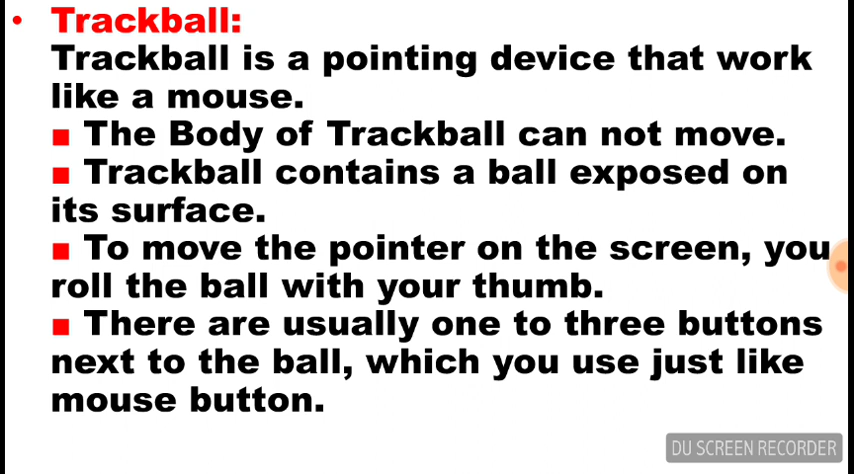 • Trackball:
Trackball is a pointing device that work
like a mouse.
■ The Body of Trackball can not move.
■ Trackball contains a ball exposed on
its surface.
■ To move the pointer on the screen, you
roll the ball with your thumb.
■ There are usually one to three buttons
next to the ball, which you use just like
mouse button.
DU SCREEN RECORDER